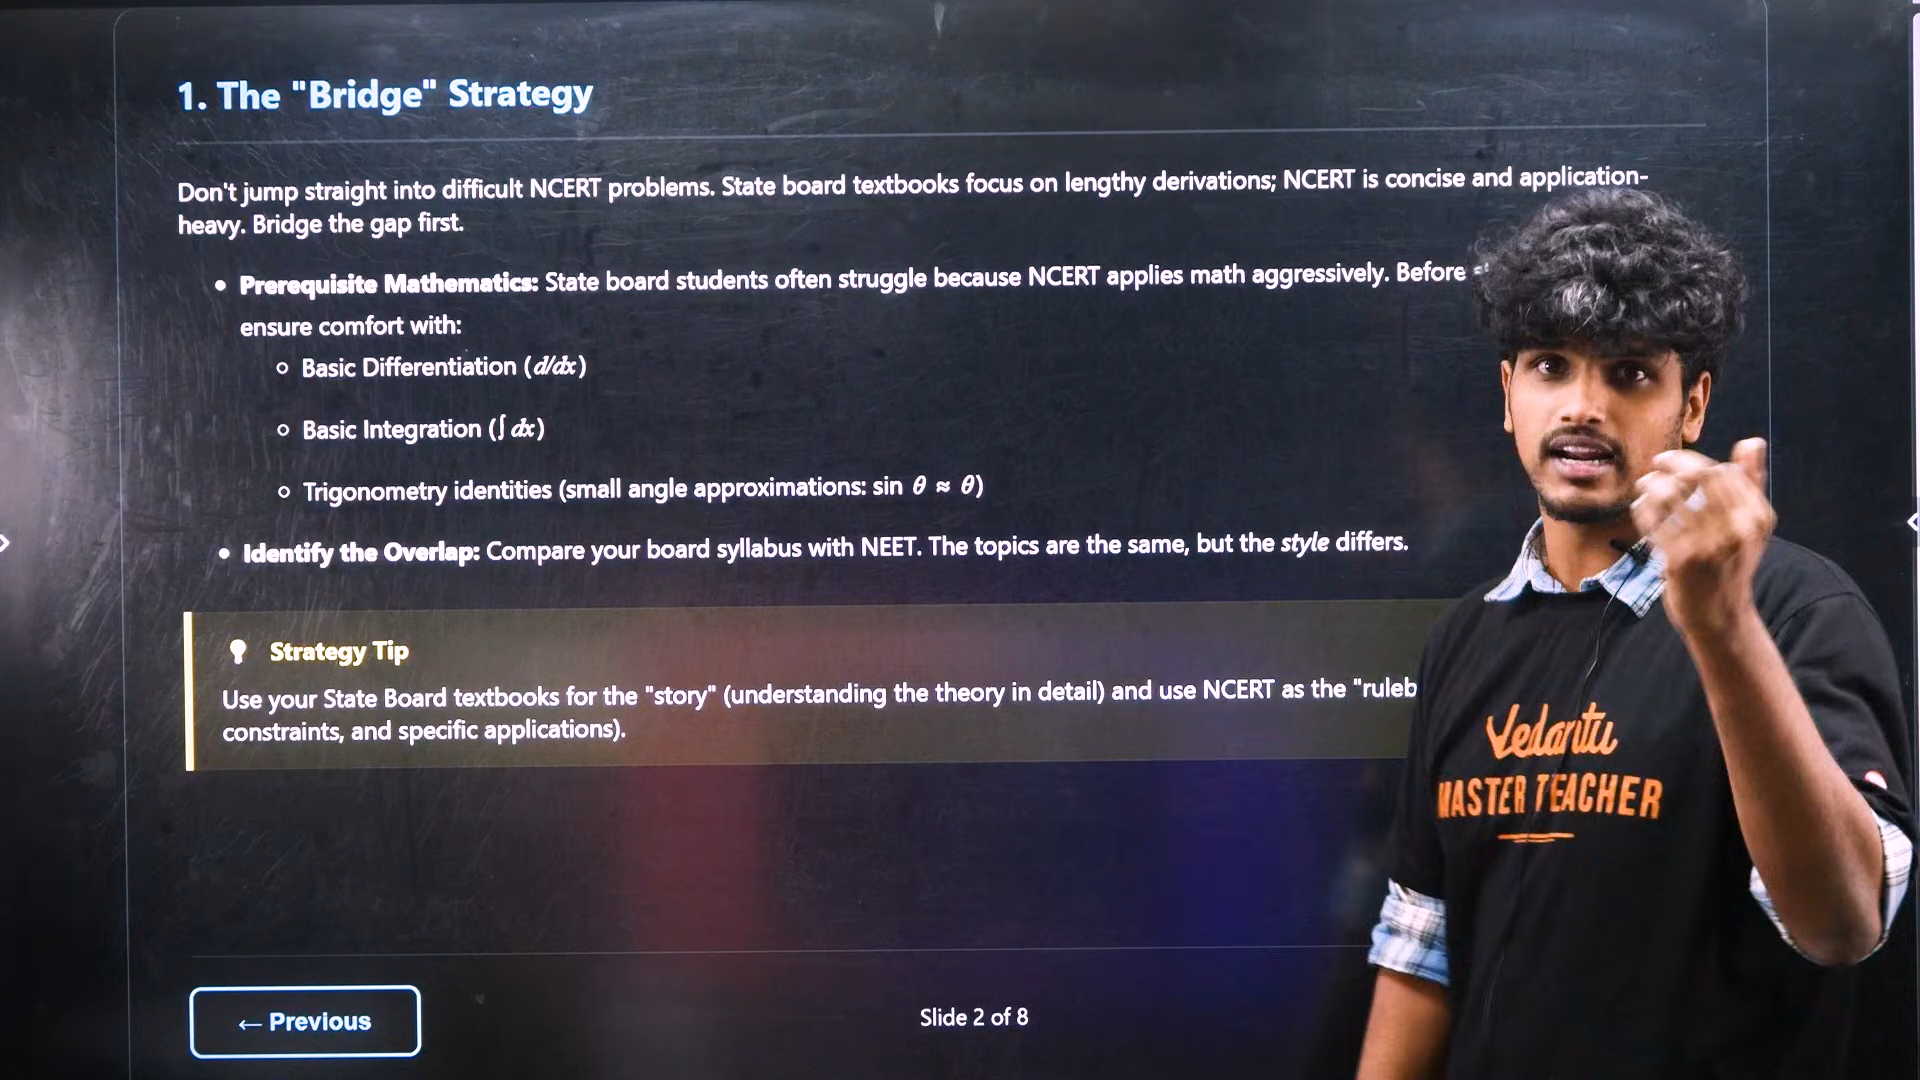 1. The "Bridge" Strategy
Don't jump straight into difficult NCERT problems. State board textbooks focus on lengthy derivations; NCERT is concise and application-
heavy. Bridge the gap first.
• Prerequisite Mathematics: State board students often struggle because NCERT applies math aggressively. Before
ensure comfort with:
○ Basic Differentiation (d/dx)
○ Basic Integration (∫ dx)
○ Trigonometry identities (small angle approximations: sin θ ≈ θ)
• Identify the Overlap: Compare your board syllabus with NEET. The topics are the same, but the style differs.
Strategy Tip
Use your State Board textbooks for the "story" (understanding the theory in detail) and use NCERT as the
constraints, and specific applications).
Vedantu
MASTER TEACHER
← Previous
Slide 2 of 8